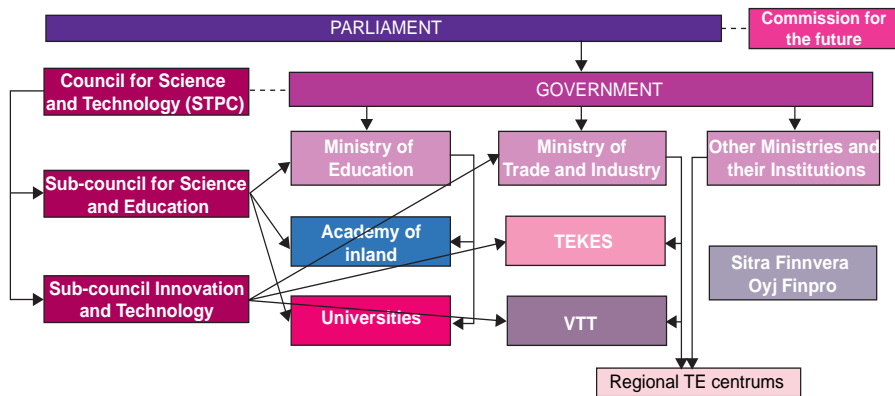 PARLIAMENT
Commission for
the future
Council for Science
and Technology (STPC)
GOVERNMENT
Ministry of
Education
Ministry of
Trade and Industry
Other Ministries and
their Institutions
Sub-council for Science
and Education
Academy of
inland
TEKES
Sitra Finnvera
Oyj Finpro
Sub-council Innovation
and Technology
Universities
VTT
Regional TE centrums